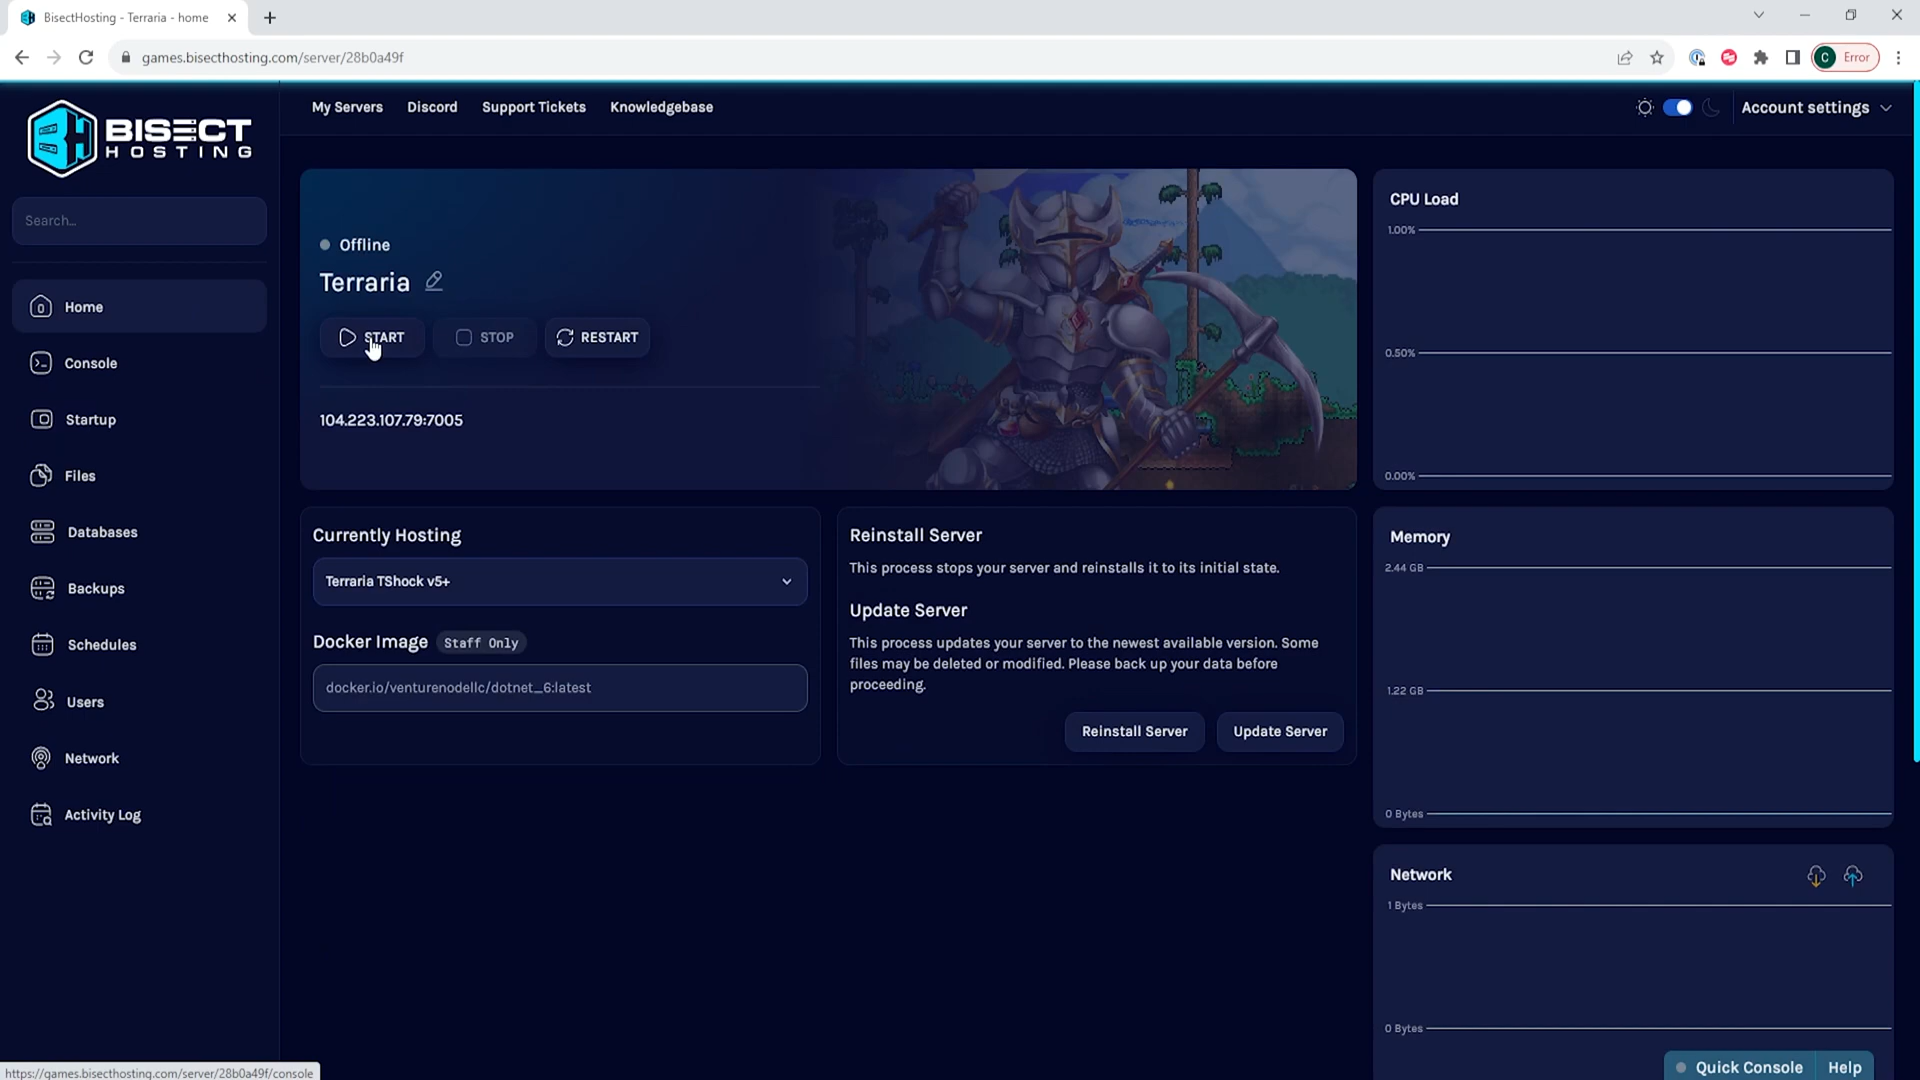 BisectHosting - Terraria - home
games.bisecthosting.com/server/28b0a49f
C Error
BISECT
HOSTING
My Servers Discord Support Tickets Knowledgebase
Account settings
Search...
Home
Console
Startup
Files
Databases
Backups
Schedules
Users
Network
Activity Log
Offline
Terraria
START STOP RESTART
104.223.107.79:7005
Currently Hosting
Terraria TShock v5+
Docker Image Staff Only
docker.io/venturenodellc/dotnet_6:latest
Reinstall Server
This process stops your server and reinstalls it to its initial state.
Update Server
This process updates your server to the newest available version. Some
files may be deleted or modified. Please back up your data before
proceeding.
Reinstall Server Update Server
CPU Load
1.00%
0.50%
0.00%
Memory
2.44 GB
1.22 GB
0 Bytes
Network
1 Bytes
0 Bytes
Quick Console Help
https://games.bisecthosting.com/server/28b0a49f/console